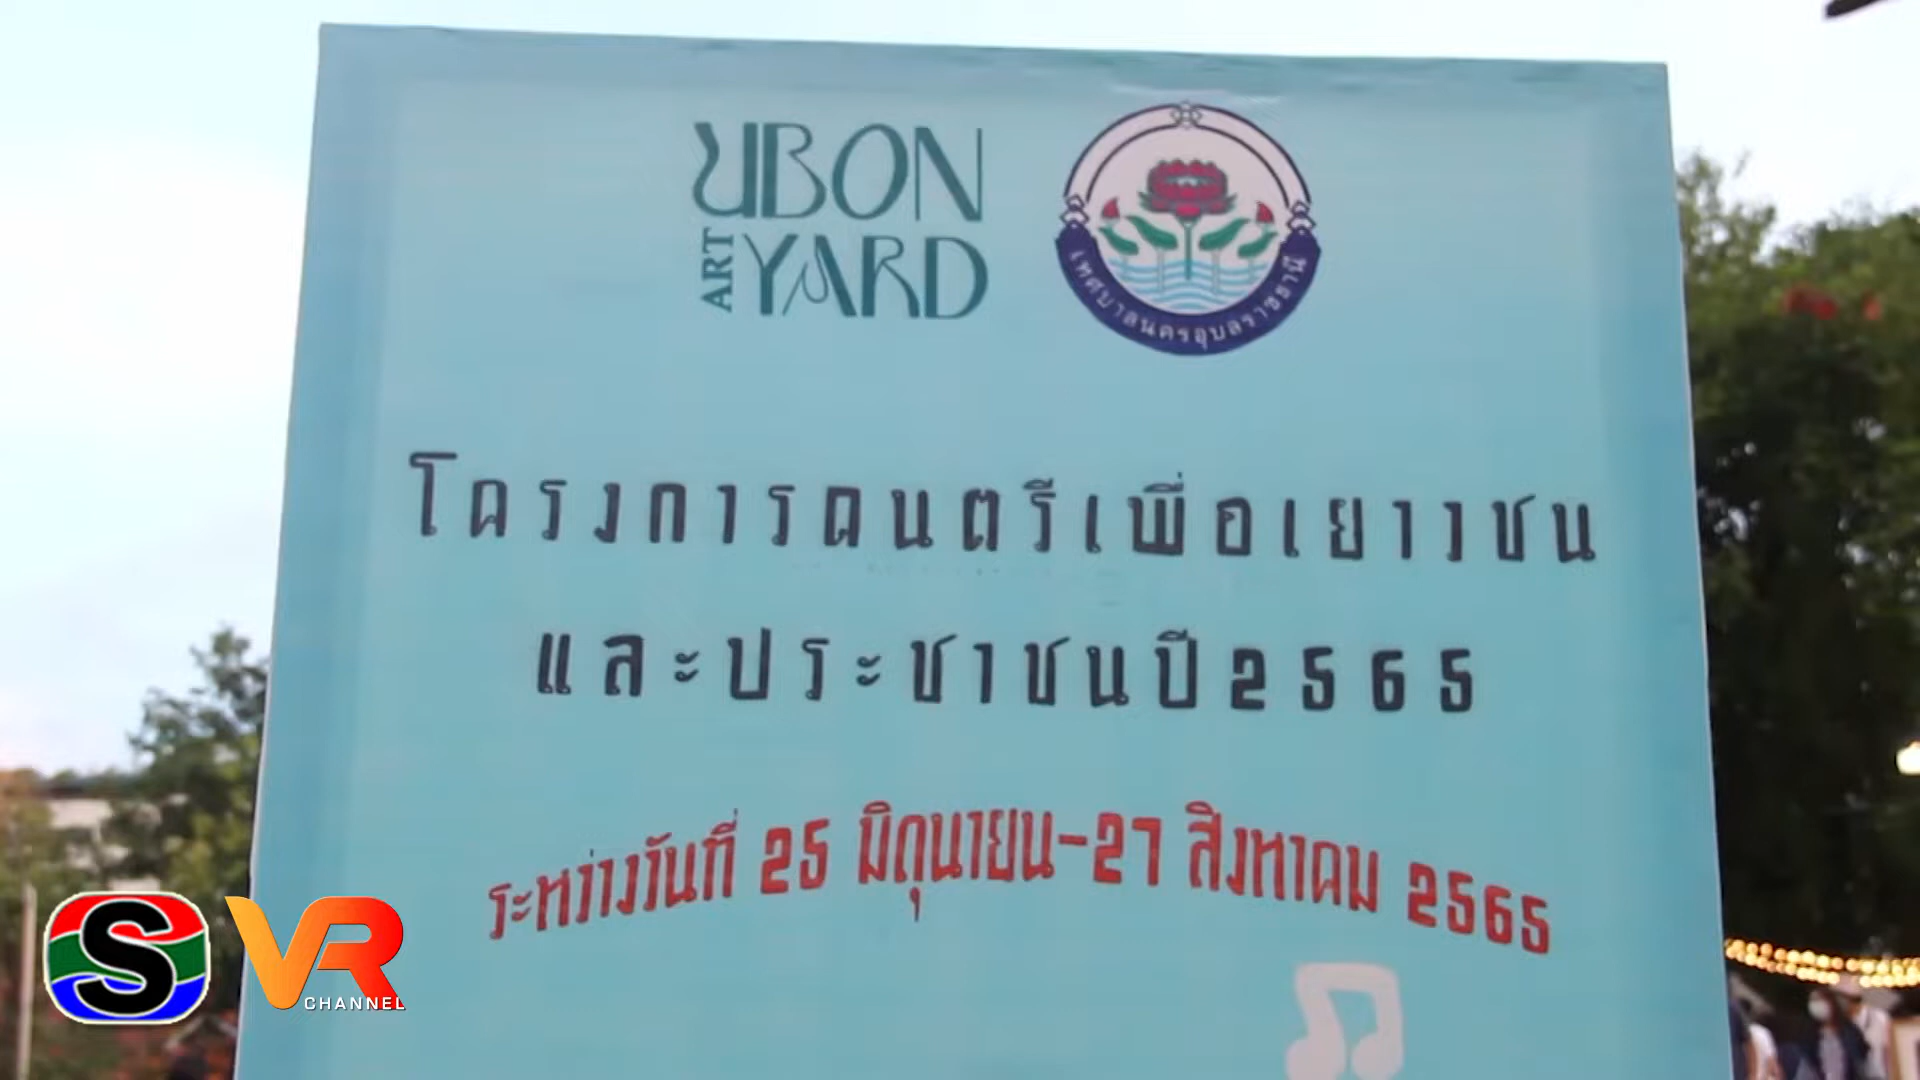 UBON
ART YARD
เทศบาลนครอุบลราชธานี
โครงการดนตรีเพื่อเยาวชน
และประชาชนปี2565
ระหว่างวันที่ 25 มิถุนายน-27 สิงหาคม 2565
S VR
CHANNEL